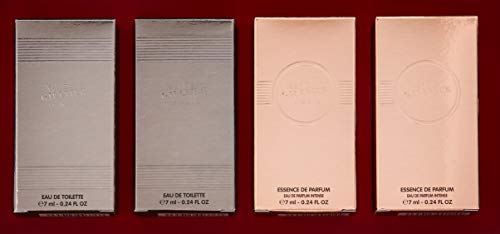 EAU DE TOILETTE
℮7 ml - 0.24 FL OZ
EAU DE TOILETTE
℮7 ml - 0.24 FL OZ
GAULTIER
ESSENCE DE PARFUM
EAU DE PARFUM INTENSE
℮7 ml - 0.24 FL OZ
GAULTIER
ESSENCE DE PARFUM
EAU DE PARFUM INTENSE
℮7 ml - 0.24 FL OZ